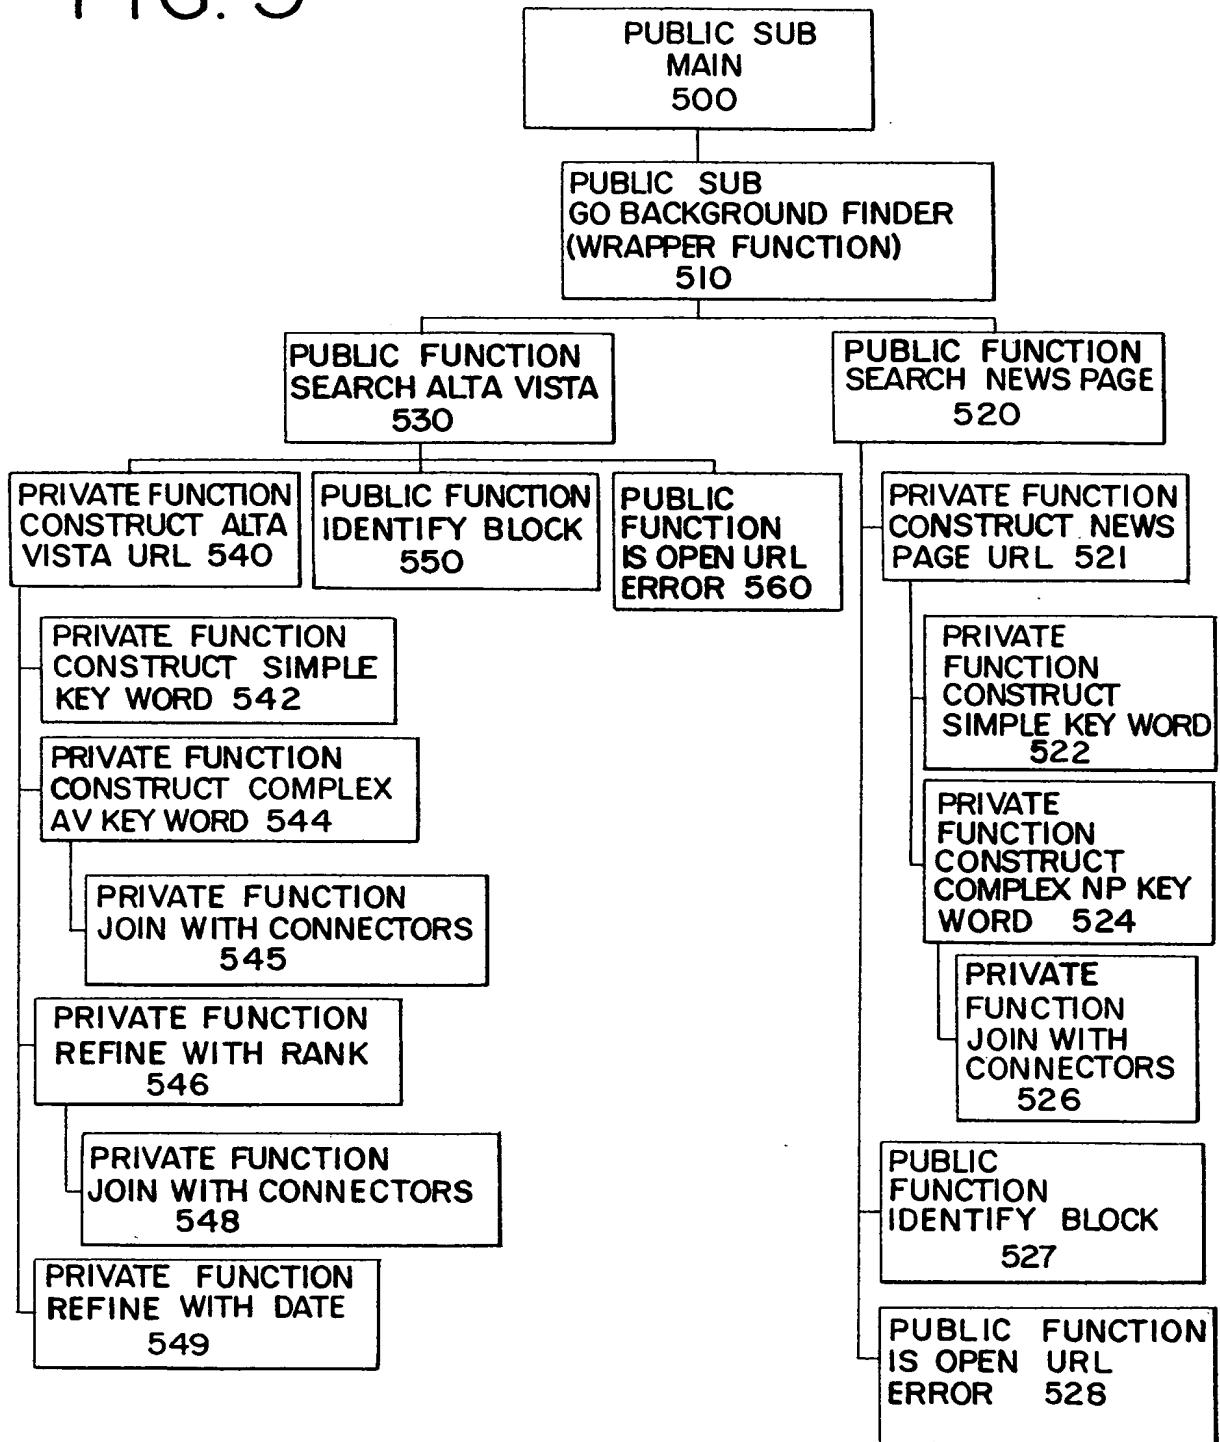 FIG. 5
PUBLIC SUB
MAIN
500
PUBLIC SUB
GO BACKGROUND FINDER
(WRAPPER FUNCTION)
510
PUBLIC FUNCTION
SEARCH ALTA VISTA
530
PUBLIC FUNCTION
SEARCH NEWS PAGE
520
PRIVATE FUNCTION
CONSTRUCT ALTA
VISTA URL 540
PUBLIC FUNCTION
IDENTIFY BLOCK
550
PUBLIC
FUNCTION
IS OPEN URL
ERROR 560
PRIVATE FUNCTION
CONSTRUCT SIMPLE
KEY WORD 542
PRIVATE FUNCTION
CONSTRUCT COMPLEX
AV KEY WORD 544
PRIVATE FUNCTION
JOIN WITH CONNECTORS
545
PRIVATE FUNCTION
REFINE WITH RANK
546
PRIVATE FUNCTION
JOIN WITH CONNECTORS
548
PRIVATE FUNCTION
REFINE WITH DATE
549
PRIVATE FUNCTION
CONSTRUCT NEWS
PAGE URL 521
PRIVATE
FUNCTION
CONSTRUCT
SIMPLE KEY WORD
522
PRIVATE
FUNCTION
CONSTRUCT
COMPLEX NP KEY
WORD 524
PRIVATE
FUNCTION
JOIN WITH
CONNECTORS
526
PUBLIC
FUNCTION
IDENTIFY BLOCK
527
PUBLIC FUNCTION
IS OPEN URL
ERROR 528